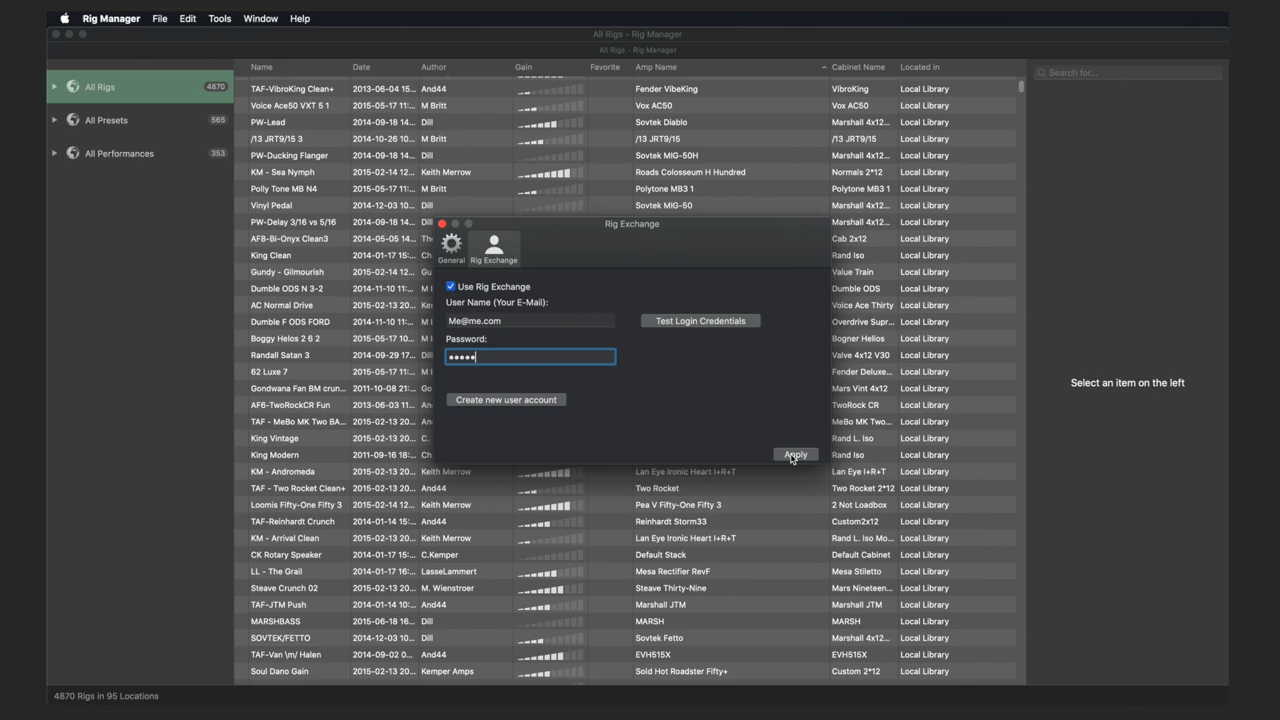 Rig Manager File Edit Tools Window Help
All Rigs - Rig Manager
All Rigs - Rig Manager
Name Date Author Gain Favorite Amp Name Cabinet Name Located in
Search for...
All Rigs 4870
All Presets 565
All Performances 353
TAF-VibroKing Clean+ 2013-06-04 15... And44 Fender VibeKing VibroKing Local Library
Voice Ace50 VXT 5 1 2015-05-17 11:... M Britt Vox AC50 Vox AC50 Local Library
PW-Lead 2014-09-18 14... Dill Sovtek Diablo Marshall 4x12... Local Library
/13 JRT9/15 3 2014-10-26 10... M Britt /13 JRT9/15 /13 JRT9/15 Local Library
PW-Ducking Flanger 2014-09-18 14... Dill Sovtek MIG-50H Marshall 4x12... Local Library
KM - Sea Nymph 2015-02-14 12... Keith Merrow Roads Colosseum H Hundred Normals 2*12 Local Library
Polly Tone MB N4 2015-05-17 11:... M Britt Polytone MB3 1 Polytone MB3 1 Local Library
Vinyl Pedal 2014-12-03 10... Dill Sovtek MIG-50 Marshall 4x12... Local Library
PW-Delay 3/16 vs 5/16 2014-09-18 14... Marshall 4x12... Local Library
AF8-Bi-Onyx Clean3 2013-05-05 14... Cab 2x12 Local Library
King Clean 2014-01-17 15... Rand Iso Local Library
Gundy - Gilmourish 2015-02-14 12... Value Train Local Library
Dumble ODS N 3-2 2014-11-10 11:... Dumble ODS Local Library
AC Normal Drive 2015-02-13 20... Voice Ace Thirty Local Library
Dumble F ODS FORD 2014-11-10 11:... Overdrive Supr... Local Library
Boggy Helos 2 6 2 2015-05-17 11:... Bogner Helios Local Library
Randall Satan 3 2014-09-29 17... Valve 4x12 V30 Local Library
62 Luxe 7 2015-05-17 11:... Fender Deluxe... Local Library
Gondwana Fan BM crun... 2011-10-08 21... Mars Vint 4x12 Local Library
AF6-TwoRockCR Fun 2013-06-03 11... TwoRock CR Local Library
TAF - MeBo MK Two BA... 2015-02-13 20... Marshall 4x12... Local Library
King Vintage 2015-02-13 20... C. Rand L. Iso Local Library
King Modern 2014-01-17 16... Rand Iso Local Library
Rig Exchange
General Rig Exchange
Use Rig Exchange
User Name (Your E-Mail):
Me@me.com Test Login Credentials
Password:
•••••
Create new user account
Apply
KM - Andromeda 2015-02-13 20... Keith Merrow Lan Eye Ironic Heart I+R+T Lan Eye I+R+T Local Library
TAF - Two Rocket Clean+ 2015-02-13 20... And44 Two Rocket Two Rocket 2*12 Local Library
Loomis Fifty-One Fifty 3 2014-01-20 15... Keith Merrow Pea V Fifty-One Fifty 3 2 Not Loadbox Local Library
TAF-Reinhardt Crunch 2014-01-14 15:... And44 Reinhardt Storm33 Custom2x12 Local Library
KM - Arrival Clean 2015-02-13 20... Keith Merrow Lan Eye Ironic Heart I+R+T Rand L. Iso Mo... Local Library
CK Rotary Speaker 2014-01-17 15... C.Kemper Default Stack Default Cabinet Local Library
LL - The Grail 2014-01-17 16... LasseLammert Mesa Rectifier RevF Mesa Stiletto Local Library
Steave Crunch 02 2015-02-13 20... M. Wienstroer Steave Thirty-Nine Mars Nineteen... Local Library
TAF-JTM Push 2014-01-14 10:... And44 Marshall JTM Marshall JTM Local Library
MARSHBASS 2015-06-18 16... Dill MARSH MARSH Local Library
SOVTEK/FETTO 2014-12-03 10... Dill Sovtek Fetto Marshall 4x12... Local Library
TAF-Van \m/ Halen 2014-09-02 0... And44 EVH515X EVH515X Local Library
Soul Dano Gain 2015-02-13 20... Kemper Amps Sold Hot Roadster Fifty+ Custom 2*12 Local Library
Select an item on the left
4870 Rigs in 95 Locations